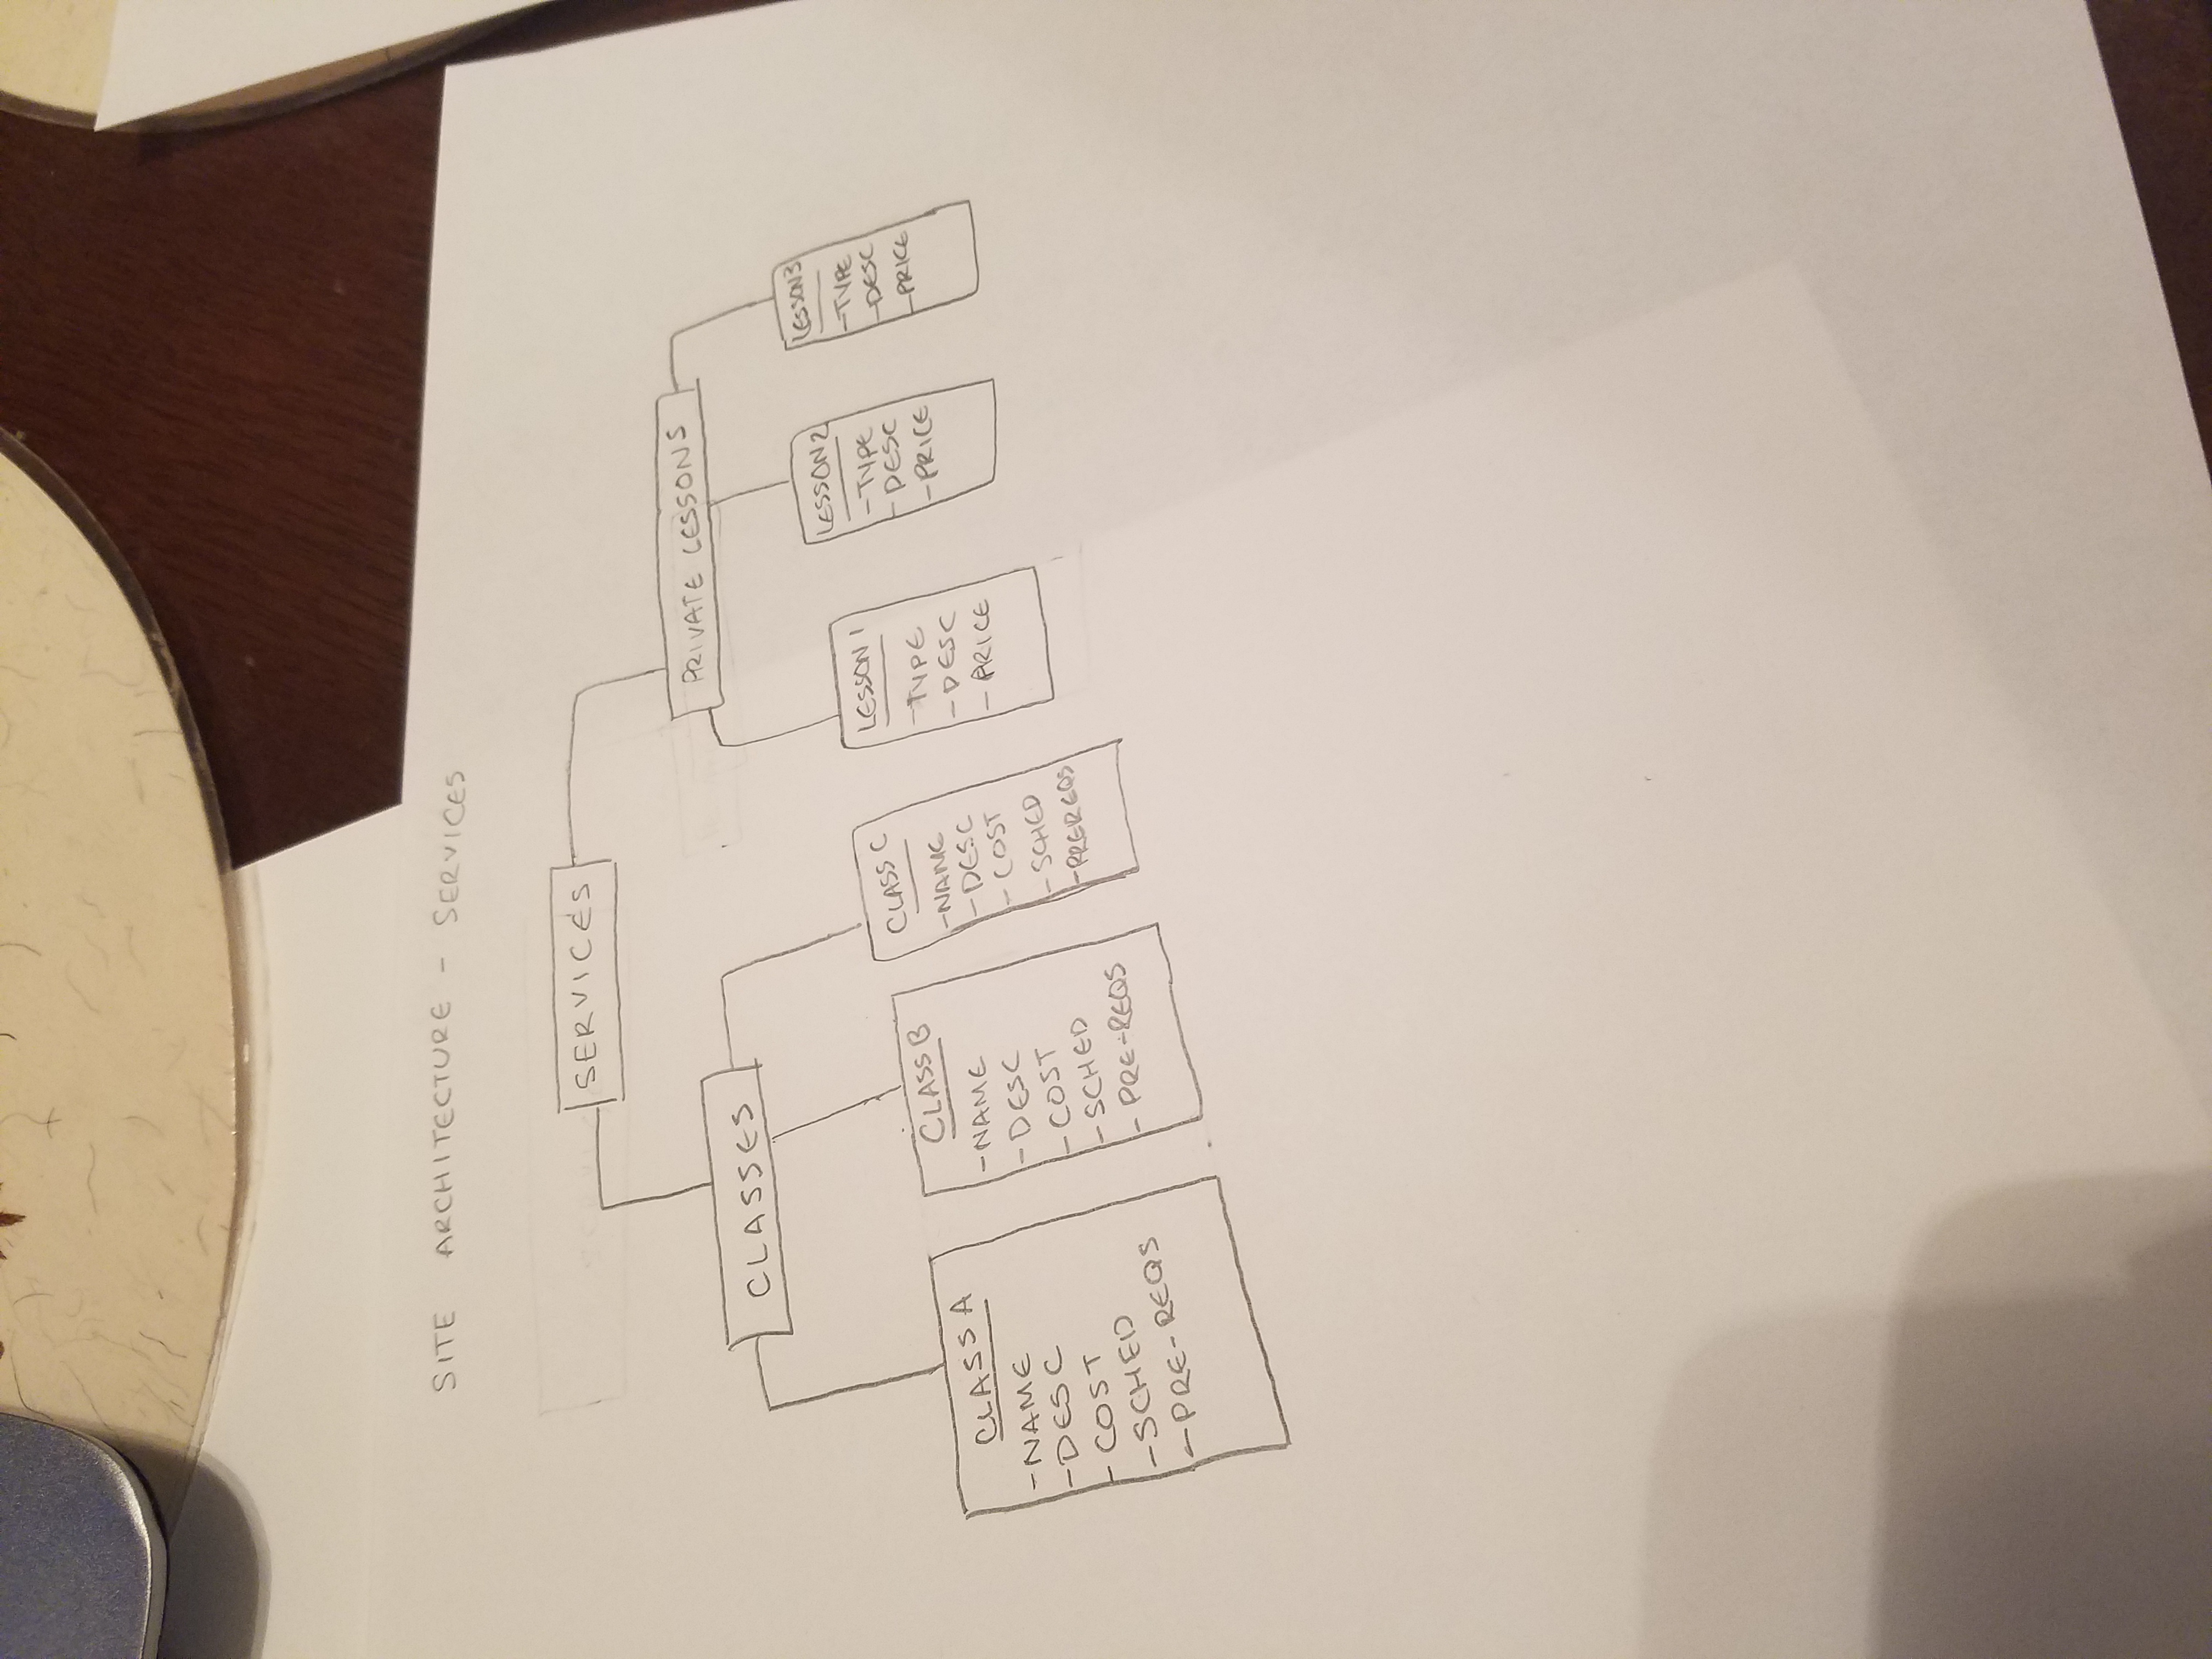 SITE ARCHITECTURE - SERVICES
SERVICES
CLASSES
PRIVATE LESSONS
CLASS A
-NAME
-DESC
-COST
-SCHED
-PRE-REQS
CLASS B
-NAME
-DESC
-COST
-SCHED
-PRE-REQS
CLASS C
-NAME
-DESC
-COST
-SCHED
-PREREQS
LESSON 1
-TYPE
-DESC
-PRICE
LESSON 2
-TYPE
-DESC
-PRICE
LESSON 3
-TYPE
-DESC
-PRICE